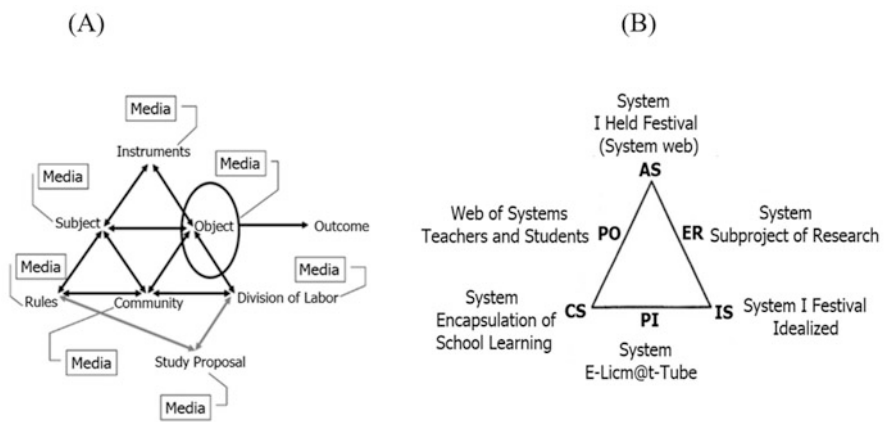 (A)
(B)
Media
Instruments
Media
Media
Subject
Object
Outcome
Media
Media
Rules
Community
Division of Labor
Media
Study Proposal
Media
System
I Held Festival
(System web)
AS
Web of Systems
Teachers and Students
PO
ER
System
Subproject of Research
System
Encapsulation of
School Learning
CS
PI
IS
System I Festival
Idealized
System
E-Licm@t-Tube